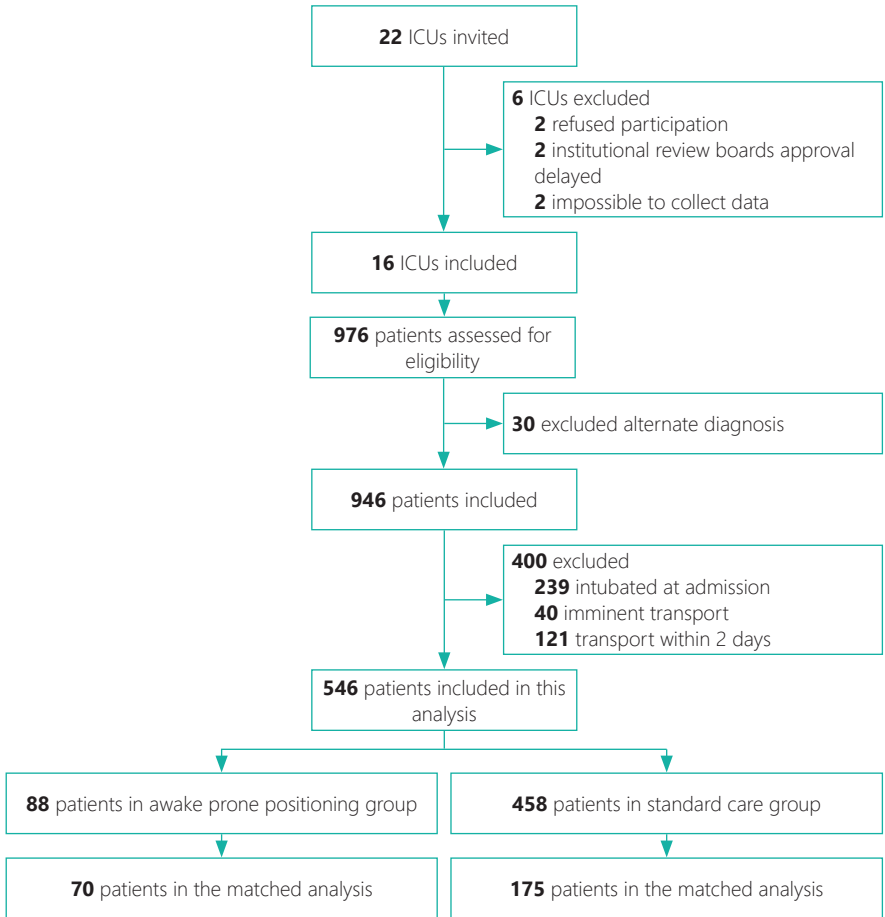 22 ICUs invited
6 ICUs excluded
2 refused participation
2 institutional review boards approval
delayed
2 impossible to collect data
16 ICUs included
976 patients assessed for
eligibility
30 excluded alternate diagnosis
946 patients included
400 excluded
239 intubated at admission
40 imminent transport
121 transport within 2 days
546 patients included in this
analysis
88 patients in awake prone positioning group
458 patients in standard care group
70 patients in the matched analysis
175 patients in the matched analysis